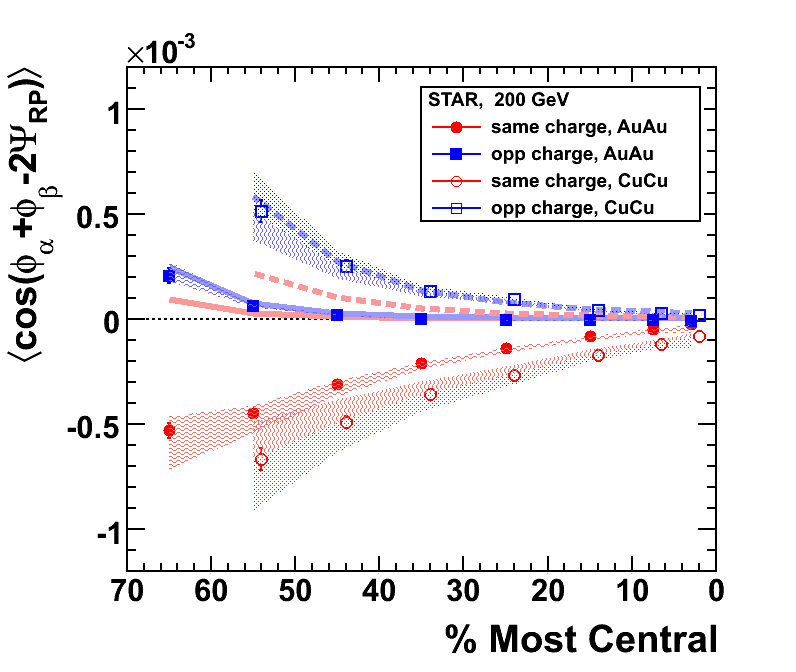 ×10⁻³
⟨cos(ϕα+ϕβ-2ΨRP)⟩
STAR, 200 GeV
same charge, AuAu
opp charge, AuAu
same charge, CuCu
opp charge, CuCu
1
0.5
0
-0.5
-1
70 60 50 40 30 20 10 0
% Most Central